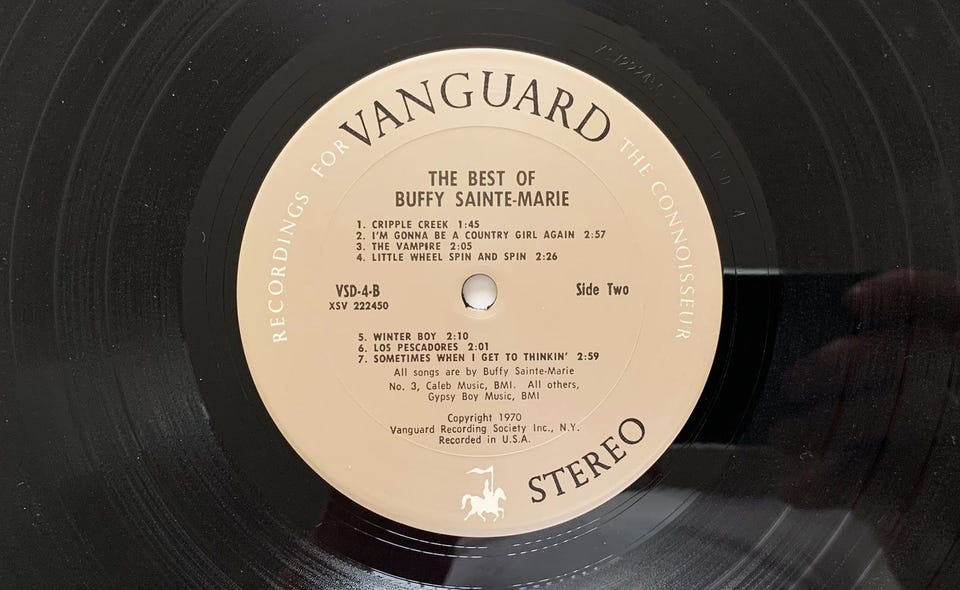 VANGUARD
RECORDINGS FOR THE CONNOISSEUR
THE BEST OF
BUFFY SAINTE-MARIE
1. CRIPPLE CREEK 1:45
2. I'M GONNA BE A COUNTRY GIRL AGAIN 2:57
3. THE VAMPIRE 2:05
4. LITTLE WHEEL SPIN AND SPIN 2:26
VSD-4-B Side Two
XSV 222450
5. WINTER BOY 2:10
6. LOS PESCADORES 2:01
7. SOMETIMES WHEN I GET TO THINKIN' 2:59
All songs are by Buffy Sainte-Marie
No. 3, Caleb Music, BMI. All others,
Gypsy Boy Music, BMI
Copyright 1970
Vanguard Recording Society Inc., N.Y.
Recorded in U.S.A.
STEREO